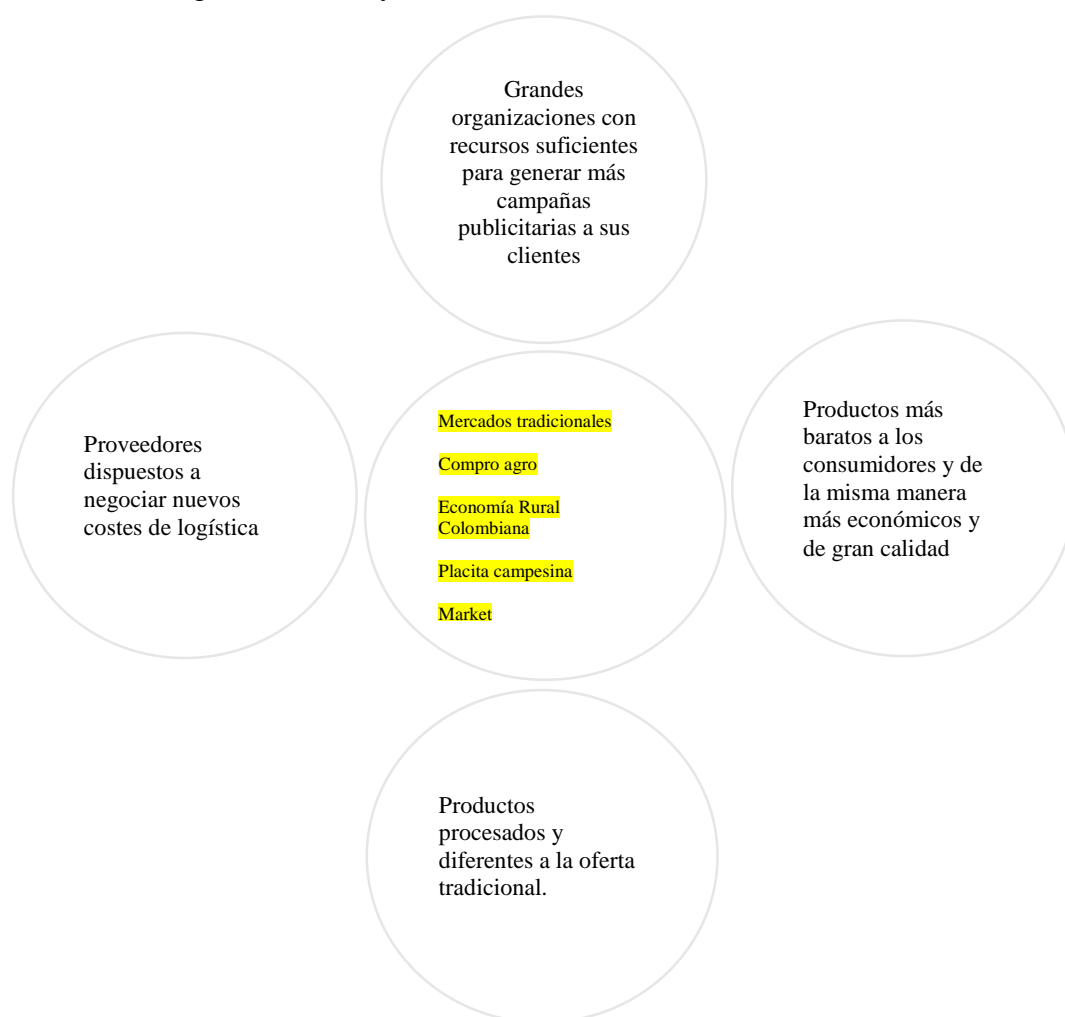 Grandes
organizaciones con
recursos suficientes
para generar más
campañas
publicitarias a sus
clientes
Proveedores
dispuestos a
negociar nuevos
costes de logística
Mercados tradicionales
Compro agro
Economía Rural
Colombiana
Placita campesina
Market
Productos más
baratos a los
consumidores y de
la misma manera
más económicos y
de gran calidad
Productos
procesados y
diferentes a la oferta
tradicional.